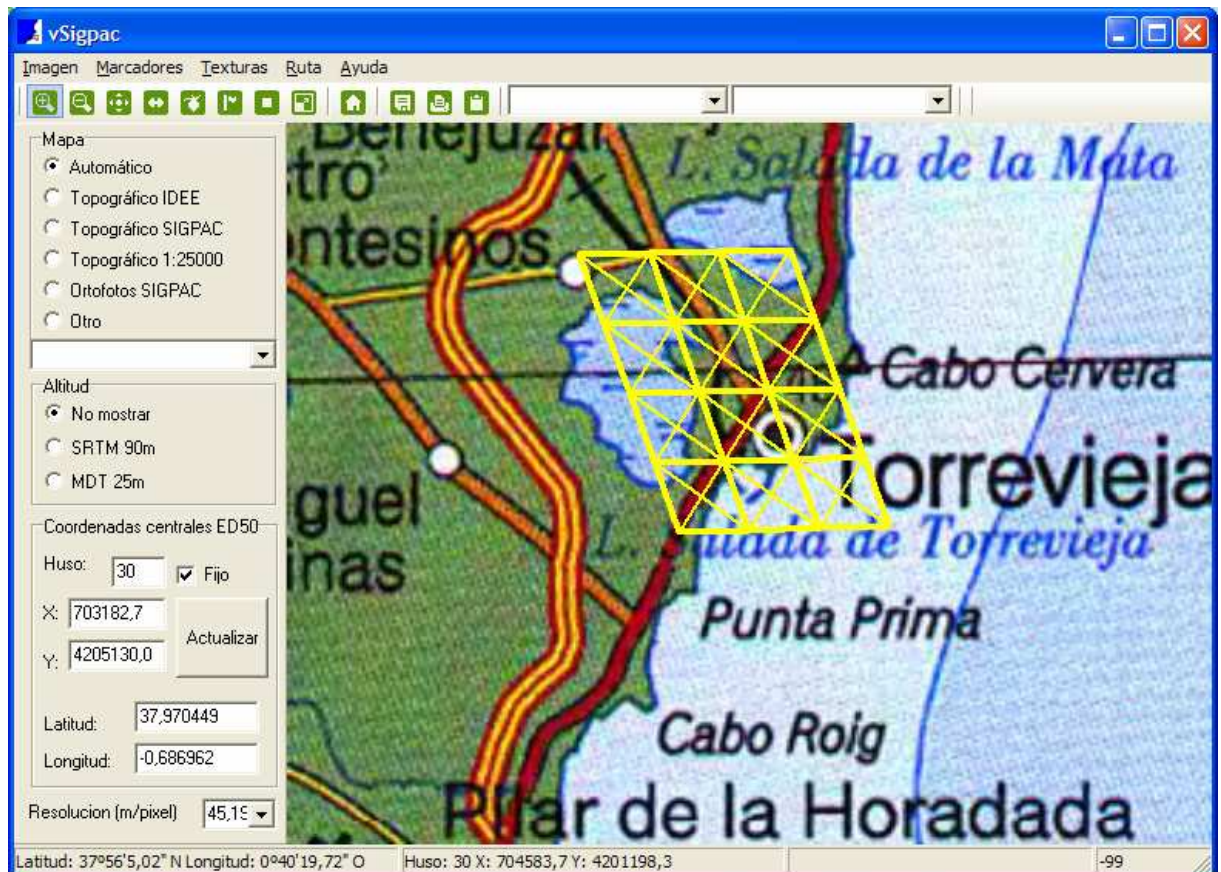 vSigpac
Imagen Marcadores Texturas Ruta Ayuda
Mapa
Automático
Topográfico IDEE
Topográfico SIGPAC
Topográfico 1:25000
Ortofotos SIGPAC
Otro
Altitud
No mostrar
SRTM 90m
MDT 25m
Coordenadas centrales ED50
Huso: 30 Fijo
X: 703182,7
Y: 4205130,0
Actualizar
Latitud: 37,970449
Longitud: -0,686962
Resolucion (m/pixel)
Benejuzar
stro
ontesinos
L. Salada de la Mata
Cabo Cervera
Torrevieja
guel
inas
L. Salada de Torrevieja
Punta Prima
Cabo Roig
Pilar de la Horadada
Latitud: 37º56'5,02" N Longitud: 0º40'19,72" O
Huso: 30 X: 704583,7 Y: 4201198,3
-99